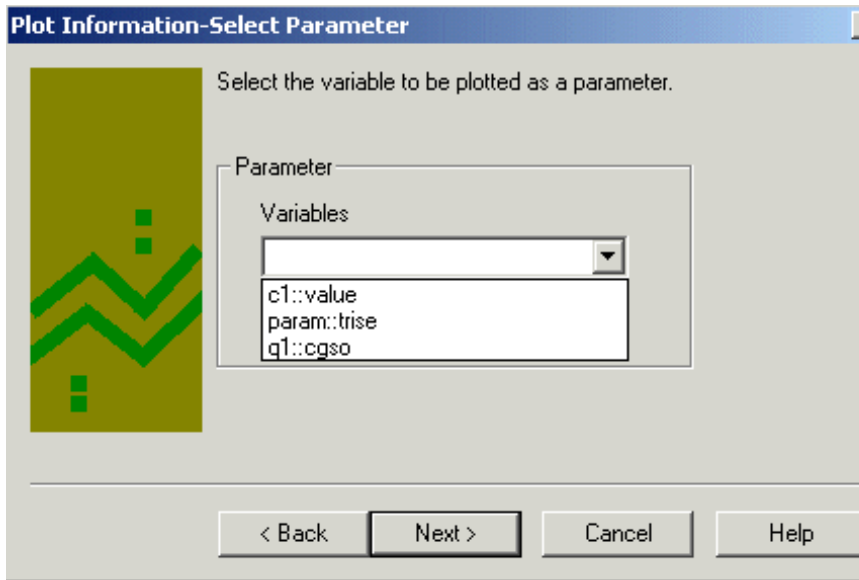 Plot Information-Select Parameter
Select the variable to be plotted as a parameter.
Parameter
Variables
c1::value
param::trise
q1::cgso
< Back
Next >
Cancel
Help